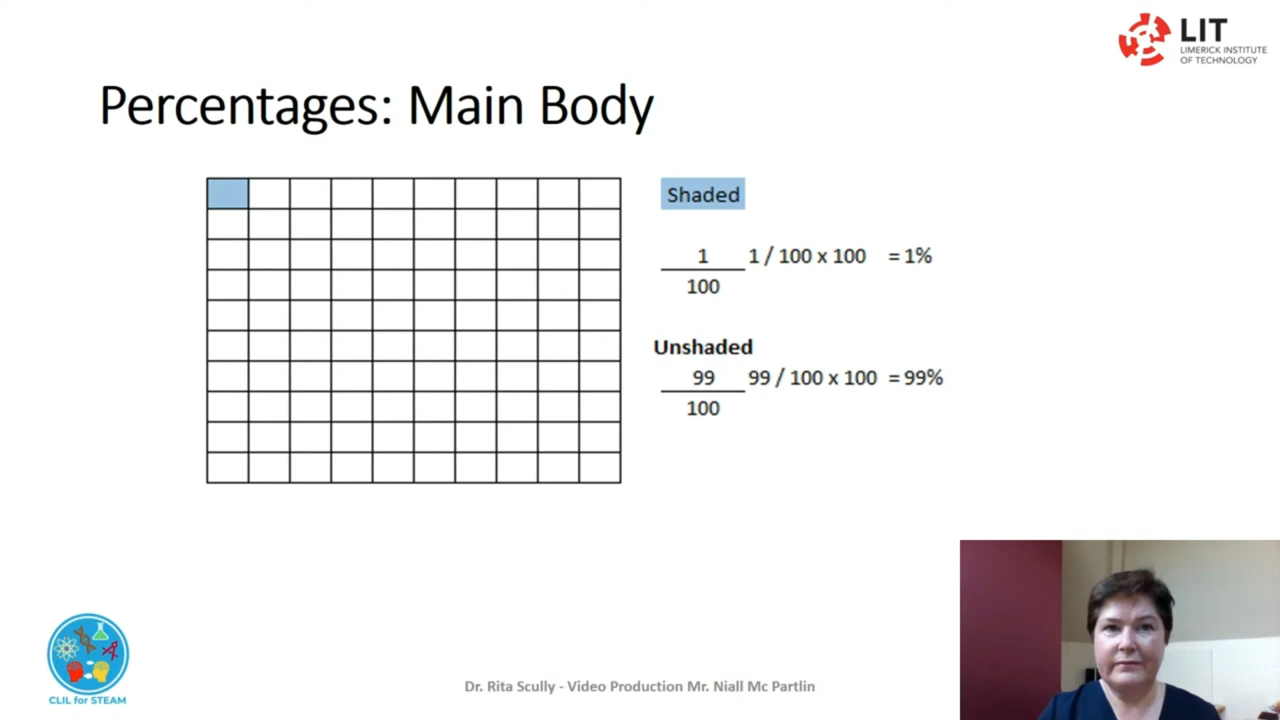 LIT
LIMERICK INSTITUTE
OF TECHNOLOGY
Percentages: Main Body
Shaded
1 1 / 100 x 100 = 1%
100
Unshaded
99 99 / 100 x 100 = 99%
100
CLIL for STEAM
Dr. Rita Scully - Video Production Mr. Niall Mc Partlin